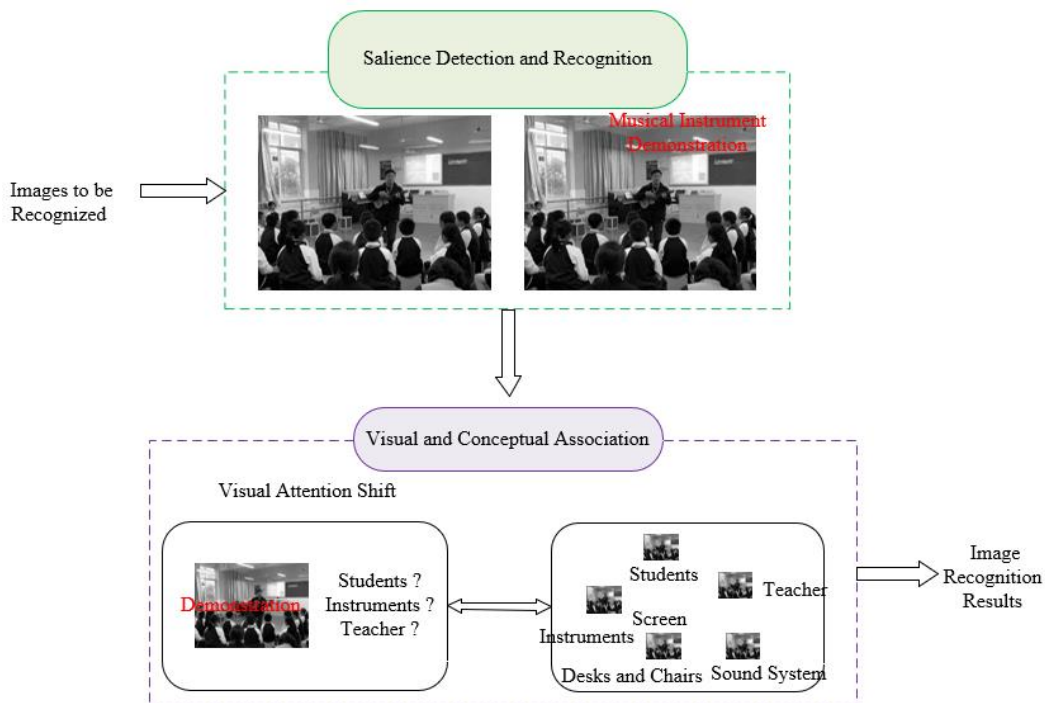 Salience Detection and Recognition
Musical Instrument
Demonstration
Images to be
Recognized
Visual and Conceptual Association
Visual Attention Shift
Demonstration
Students ?
Instruments ?
Teacher ?
Students
Teacher
Instruments
Screen
Desks and Chairs
Sound System
Image
Recognition
Results